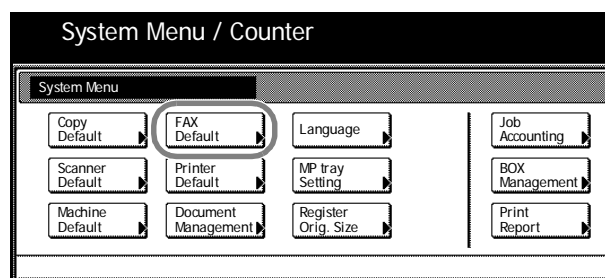 System Menu / Counter
System Menu
Copy
Default
FAX
Default
Language
Job
Accounting
Scanner
Default
Printer
Default
MP tray
Setting
BOX
Management
Machine
Default
Document
Management
Register
Orig. Size
Print
Report